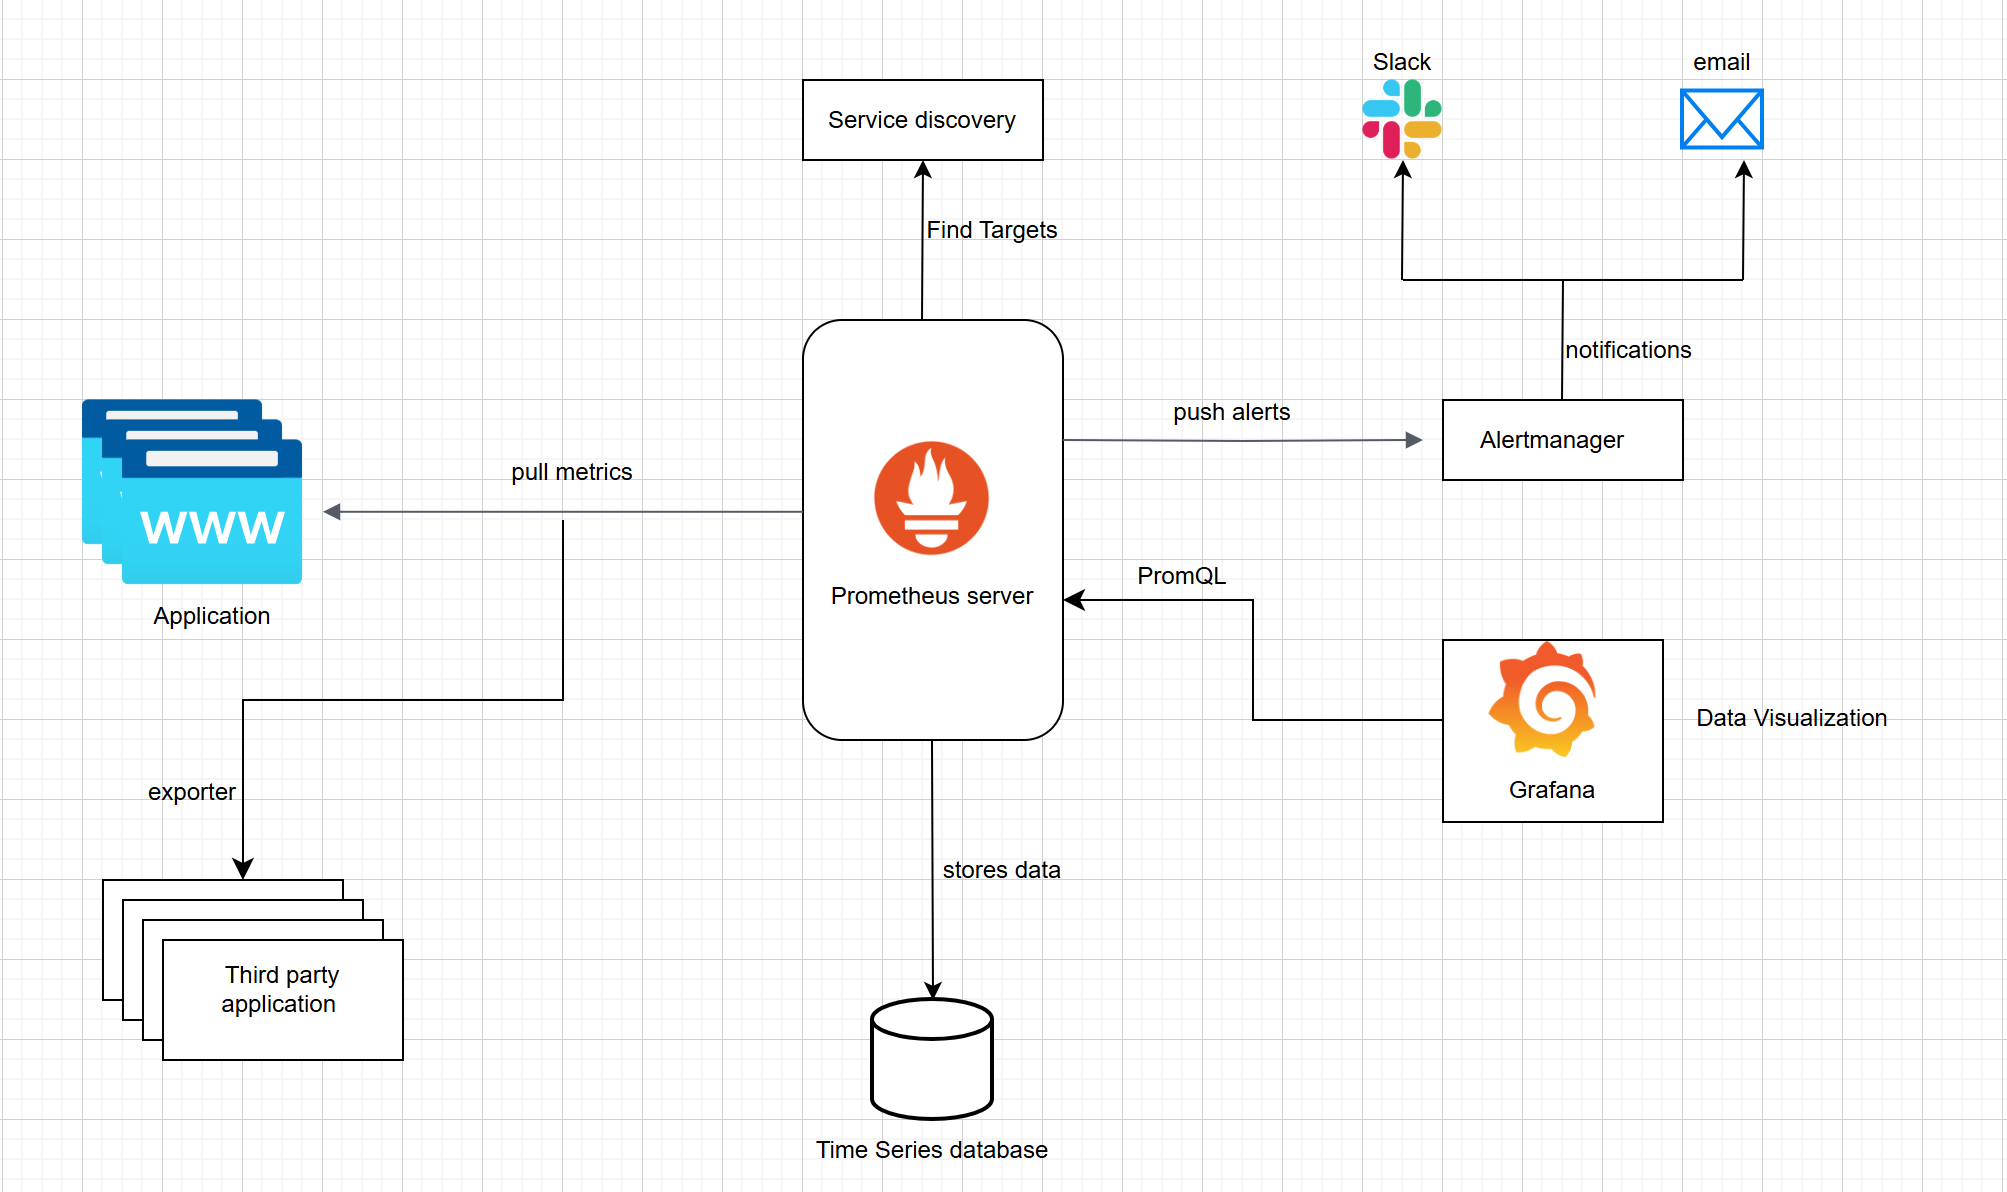 Slack
email
Service discovery
Find Targets
notifications
push alerts
Alertmanager
pull metrics
www
Application
PromQL
Prometheus server
Data Visualization
Grafana
exporter
stores data
Third party
application
Time Series database